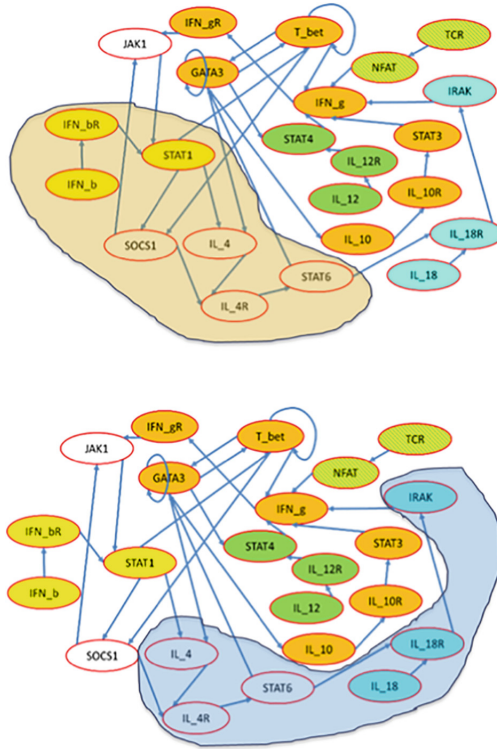 IFN_gR
T_bet
JAK1
TCR
NFAT
GATA3
IRAK
IFN_g
IFN_bR
STAT4
STAT3
STAT1
IL_12R
IFN_b
IL_12
IL_10R
SOCS1
IL_4
IL_10
IL_18R
STAT6
IL_18
IL_4R
IFN_gR
T_bet
TCR
JAK1
NFAT
GATA3
IRAK
IFN_g
IFN_bR
STAT4
STAT3
STAT1
IL_12R
IFN_b
IL_12
IL_10R
SOCS1
IL_4
IL_10
IL_18R
STAT6
IL_18
IL_4R